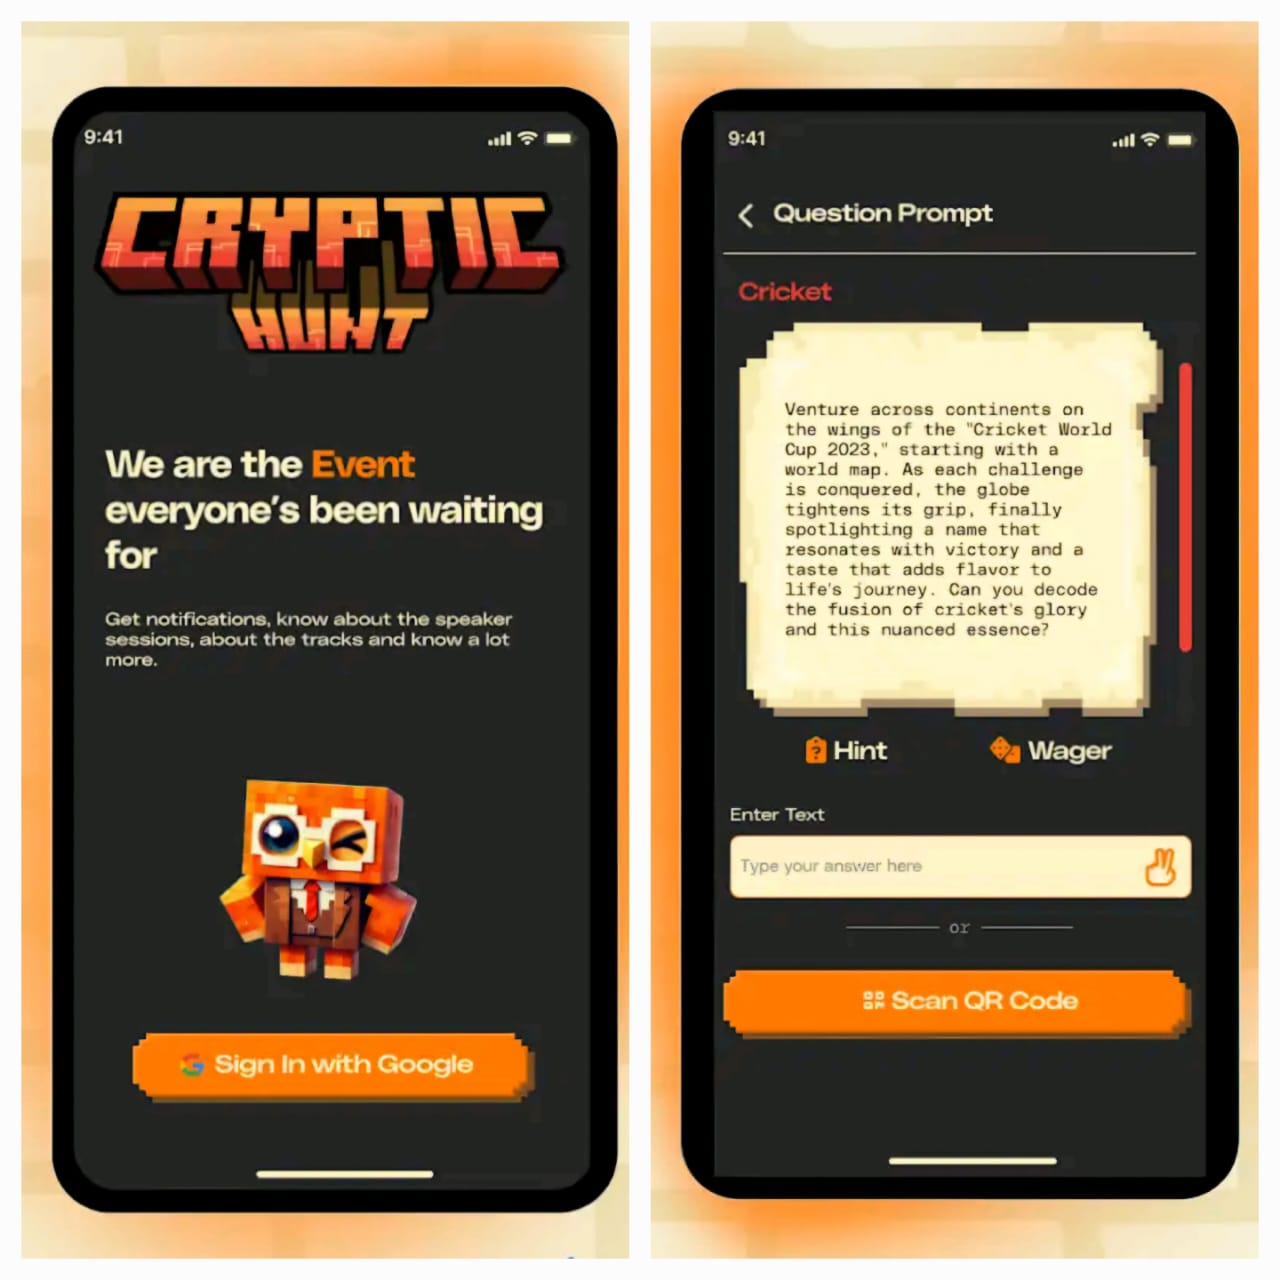 9:41
CRYPTIC
HUNT
We are the Event
everyone's been waiting
for
Get notifications, know about the speaker
sessions, about the tracks and know a lot
more.
Sign In with Google
9:41
Question Prompt
Cricket
Venture across continents on
the wings of the "Cricket World
Cup 2023," starting with a
world map. As each challenge
is conquered, the globe
tightens its grip, finally
spotlighting a name that
resonates with victory and a
taste that adds flavor to
life's journey. Can you decode
the fusion of cricket's glory
and this nuanced essence?
Hint
Wager
Enter Text
Type your answer here
or
Scan QR Code